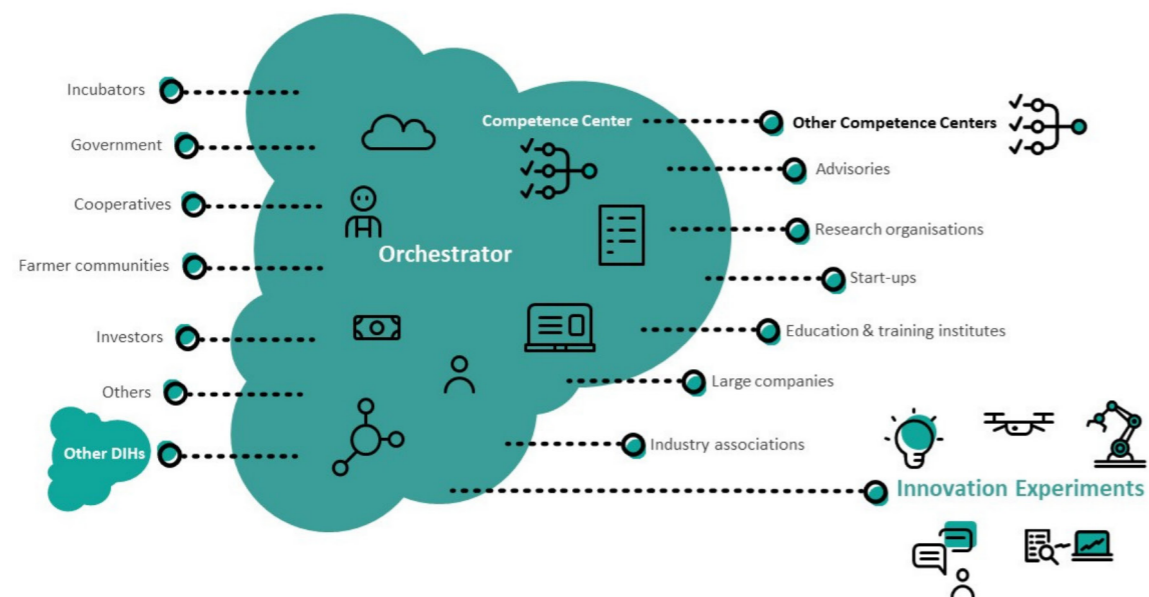 Incubators
Government
Cooperatives
Farmer communities
Investors
Others
Other DIHs
Orchestrator
Competence Center
Other Competence Centers
Advisories
Research organisations
Start-ups
Education & training institutes
Large companies
Industry associations
Innovation Experiments